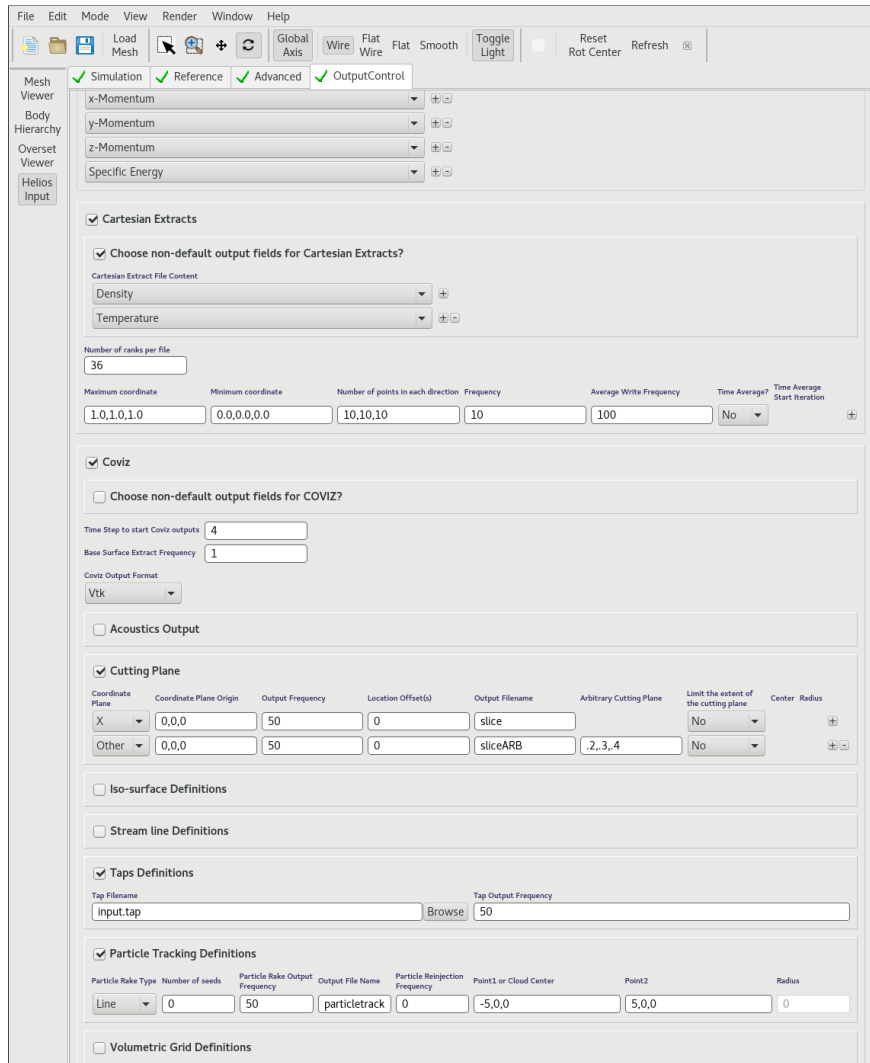 File Edit Mode View Render Window Help
Load Mesh
Global Axis
Wire
Flat Wire
Flat
Smooth
Toggle Light
Reset Rot Center
Refresh
Mesh Viewer
Body Hierarchy
Overset Viewer
Helios Input
Simulation Reference Advanced OutputControl
x-Momentum
y-Momentum
z-Momentum
Specific Energy
Cartesian Extracts
Choose non-default output fields for Cartesian Extracts?
Cartesian Extract File Content
Density
Temperature
Number of ranks per file
36
Maximum coordinate Minimum coordinate Number of points in each direction Frequency Average Write Frequency Time Average? Time Average Start Iteration
1.0,1.0,1.0 0.0,0.0,0.0 10,10,10 10 100 No
Coviz
Choose non-default output fields for COVIZ?
Time Step to start Coviz outputs 4
Base Surface Extract Frequency 1
Coviz Output Format
Vtk
Acoustics Output
Cutting Plane
Coordinate Plane Coordinate Plane Origin Output Frequency Location Offset(s) Output Filename Arbitrary Cutting Plane Limit the extent of the cutting plane Center Radius
X 0,0,0 50 0 slice No
Other 0,0,0 50 0 sliceARB .2,.3,.4 No
Iso-surface Definitions
Stream line Definitions
Taps Definitions
Tap Filename Tap Output Frequency
input.tap Browse 50
Particle Tracking Definitions
Particle Rake Type Number of seeds Particle Rake Output Frequency Output File Name Particle Reinjection Frequency Point1 or Cloud Center Point2 Radius
Line 0 50 particletrack 0 -5,0,0 5,0,0 0
Volumetric Grid Definitions